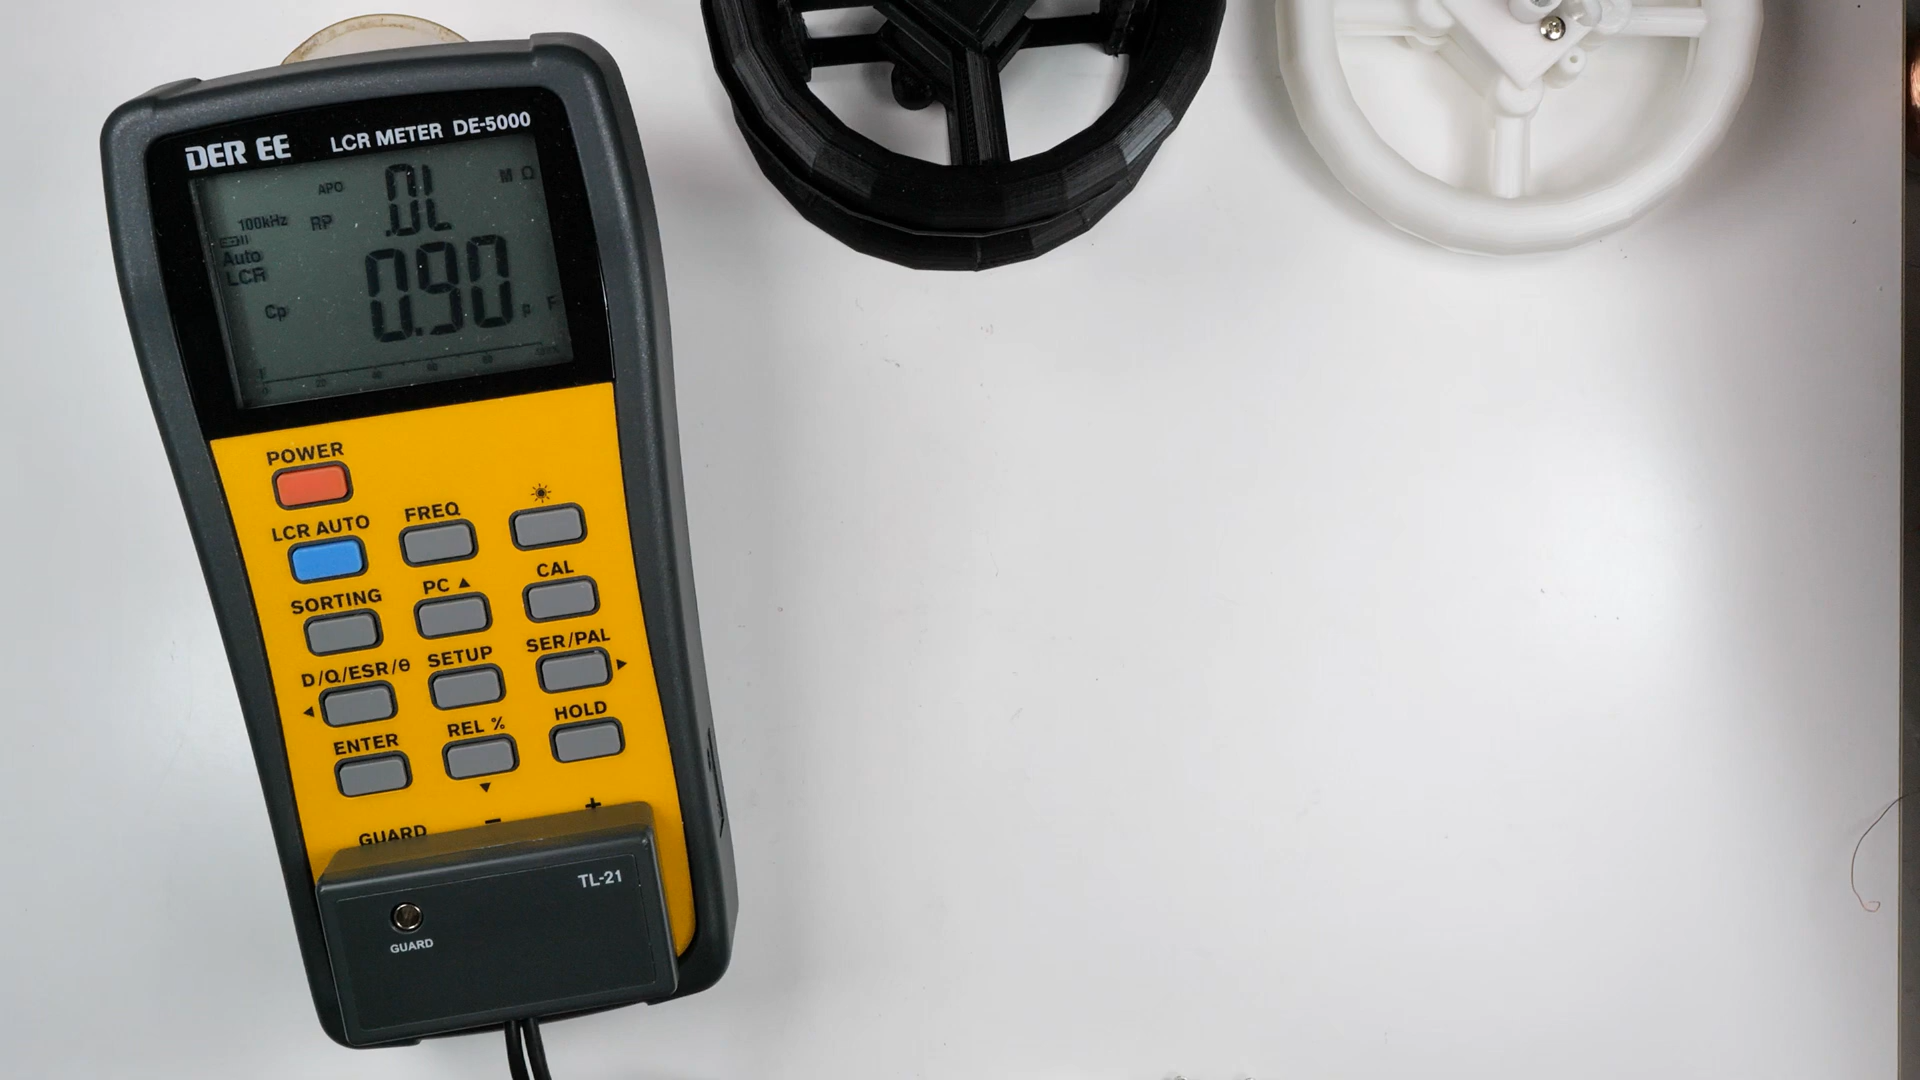 DER EE LCR METER DE-5000
APO OL M Ω
100kHz RP
Auto
LCR
Cp 0.90 p F
POWER
LCR AUTO FREQ
SORTING PC ▲ CAL
D/Q/ESR/θ SETUP SER/PAL
ENTER REL % HOLD
GUARD - +
TL-21
GUARD